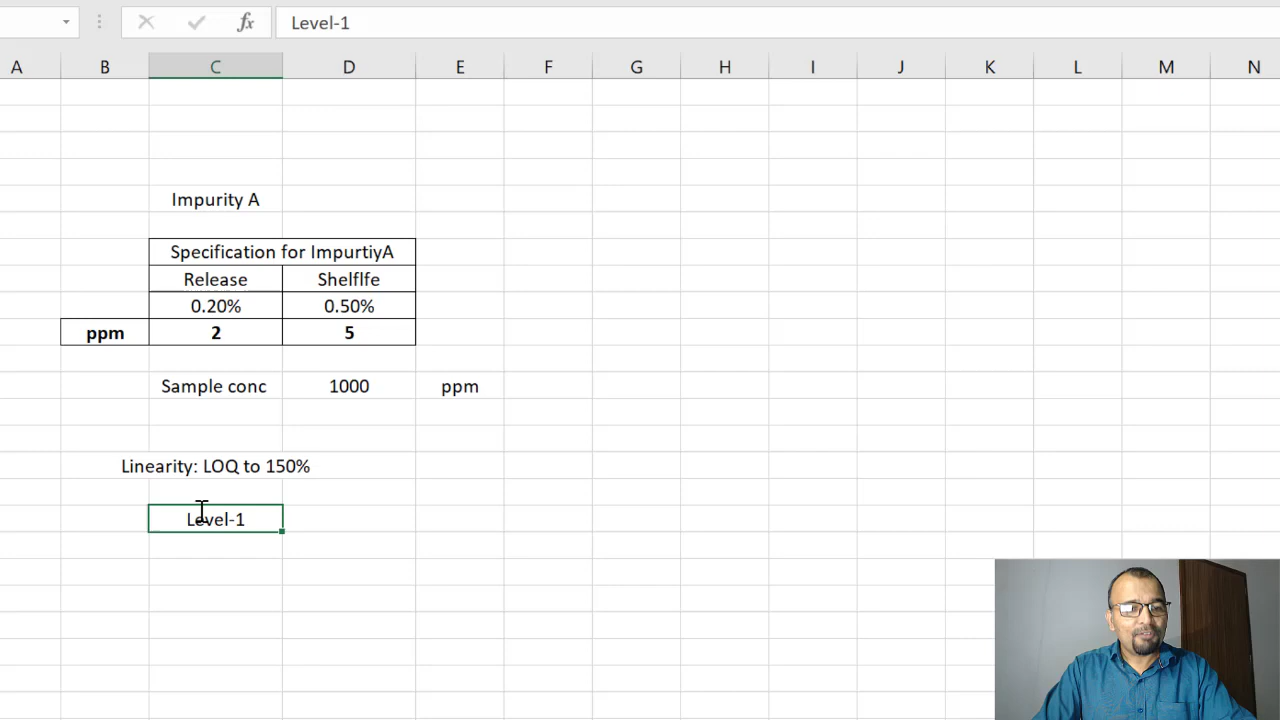 fx Level-1
A B C D E F G H I J K L M N
Impurity A
Specification for ImpurtiyA
Release Shelflfe
0.20% 0.50%
ppm 2 5
Sample conc 1000 ppm
Linearity: LOQ to 150%
Level-1